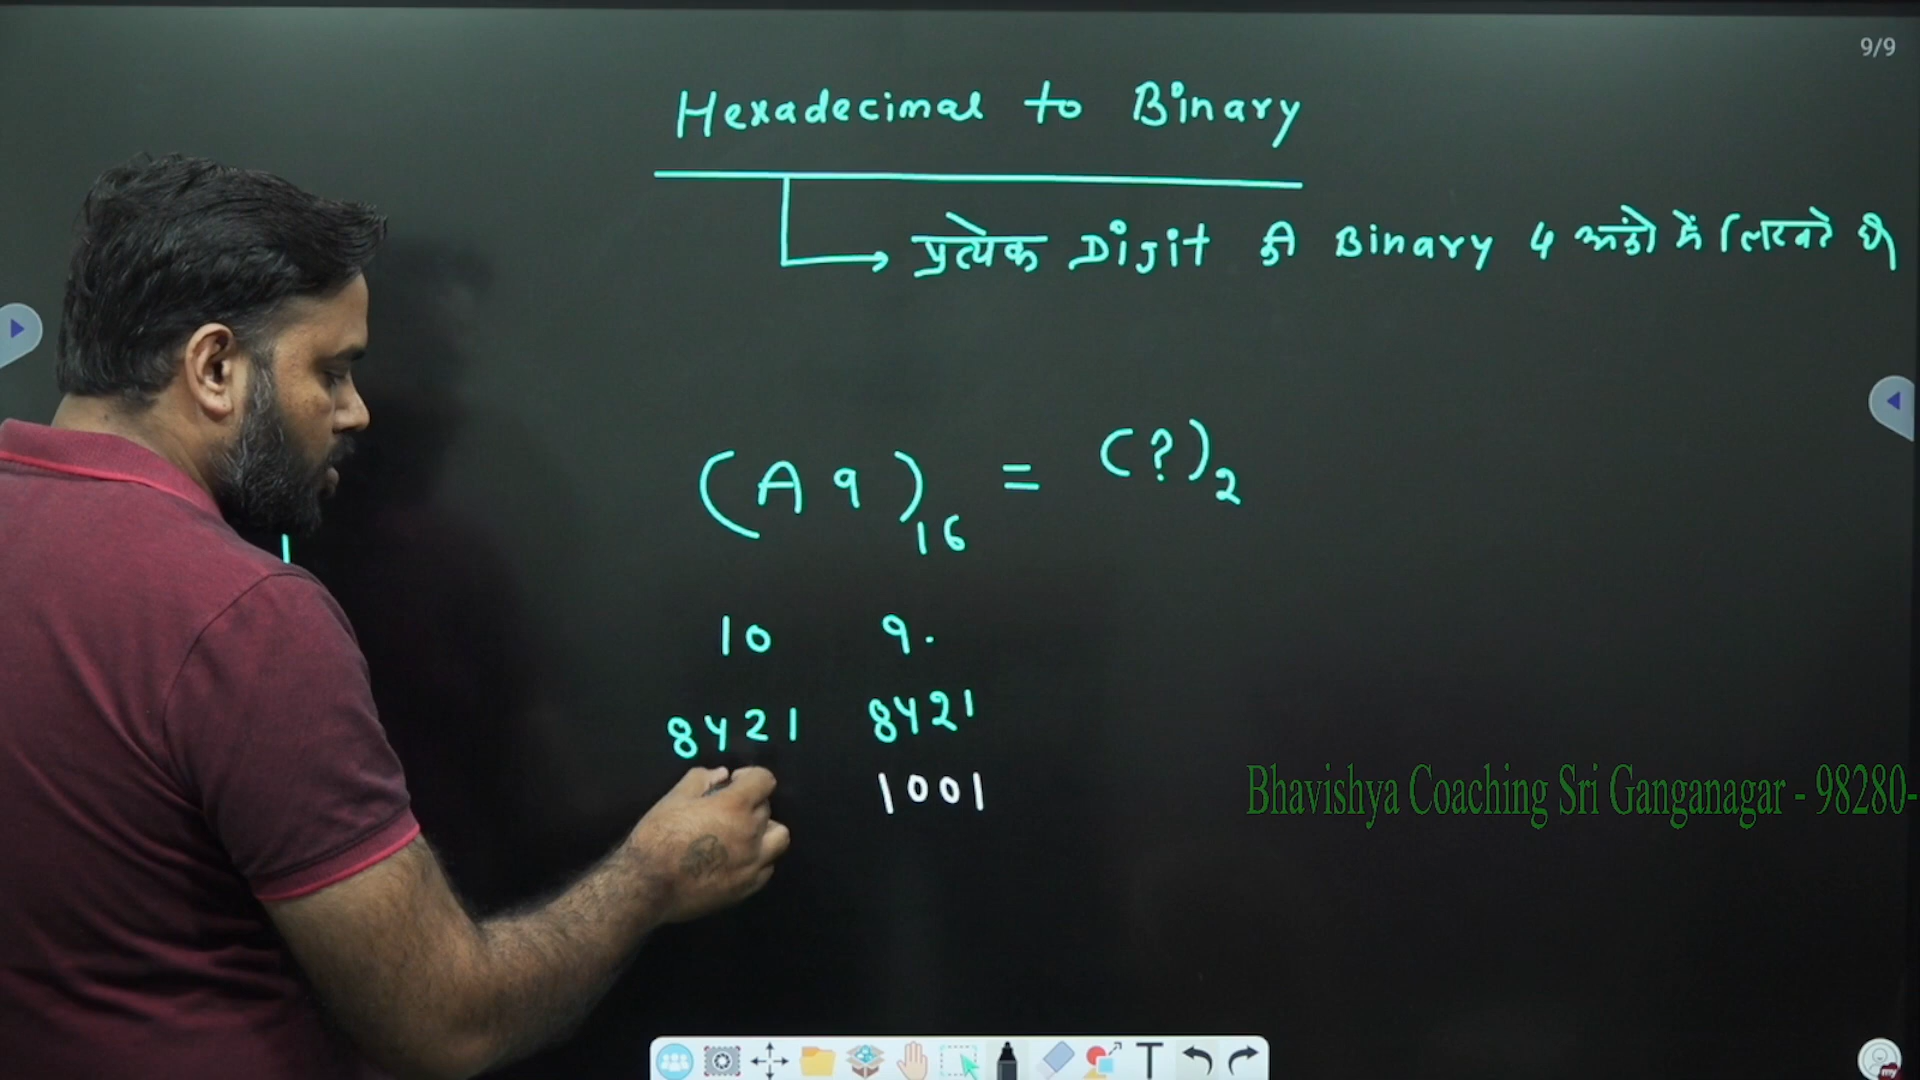 9/9
Hexadecimal to Binary
प्रत्येक Digit की Binary 4 अंको में लिखते है
(A9)16 = (?)2
10 9.
8421 8421
1001
Bhavishya Coaching Sri Ganganagar - 98280-
T
my